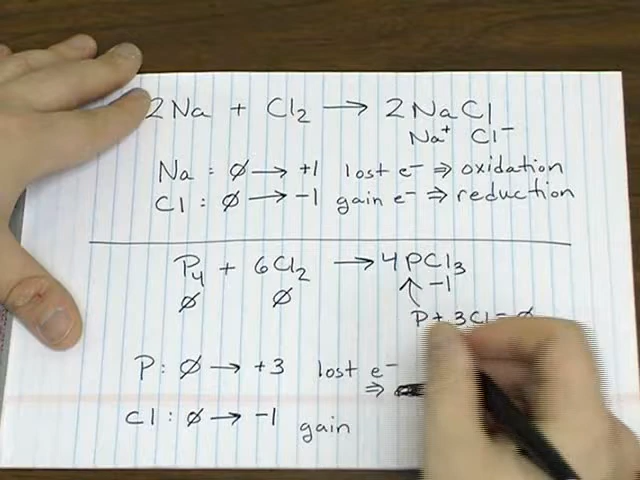 2Na + Cl₂ → 2NaCl
Na⁺ Cl⁻
Na : ∅ → +1 lost e⁻ ⇒ oxidation
Cl : ∅ → -1 gain e⁻ ⇒ reduction
P₄ + 6Cl₂ → 4PCl₃
∅ ∅ ↑ -1
P + 3Cl = ∅
P : ∅ → +3 lost e⁻
⇒
Cl : ∅ → -1 gain